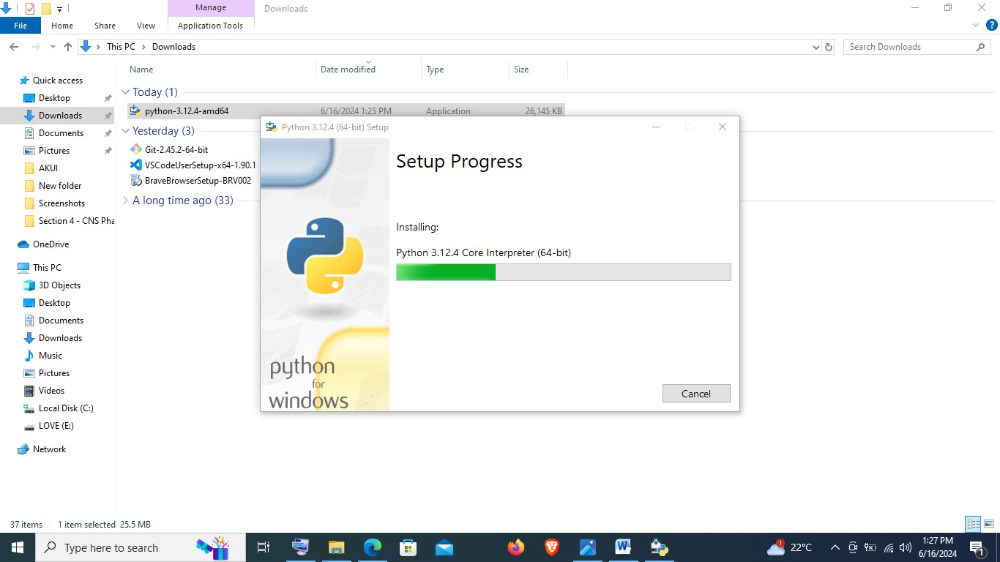 Manage
Downloads
File
Home
Share
View
Application Tools
This PC
Downloads
Search Downloads
Name
Date modified
Type
Size
Quick access
Desktop
Downloads
Documents
Pictures
AKUI
New folder
Screenshots
Section 4 - CNS Pha
OneDrive
This PC
3D Objects
Desktop
Documents
Downloads
Music
Pictures
Videos
Local Disk (C:)
LOVE (E:)
Network
Today (1)
python-3.12.4-amd64 6/16/2024 1:25 PM Application 26,145 KB
Yesterday (3)
Git-2.45.2-64-bit
VSCodeUserSetup-x64-1.90.1
BraveBrowserSetup-BRV002
A long time ago (33)
Python 3.12.4 (64-bit) Setup
Setup Progress
Installing:
Python 3.12.4 Core Interpreter (64-bit)
python
for
windows
Cancel
37 items 1 item selected 25.5 MB
Type here to search
1
22°C
1:27 PM
6/16/2024
1